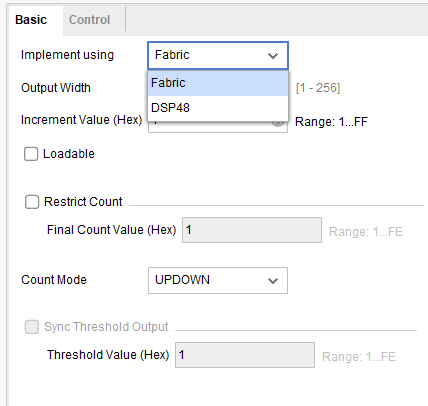 Basic Control
Implement using Fabric
Fabric
Output Width [1 - 256]
DSP48
Increment Value (Hex) Range: 1...FF
Loadable
Restrict Count
Final Count Value (Hex) 1 Range: 1...FE
Count Mode UPDOWN
Sync Threshold Output
Threshold Value (Hex) 1 Range: 1...FE